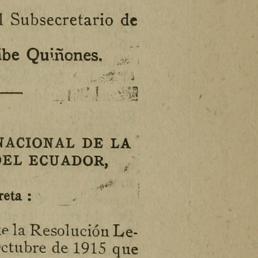 l Subsecretario de
ibe Quiñones.
NACIONAL DE LA
DEL ECUADOR,
reta :
e la Resolución Le-
ctubre de 1915 que